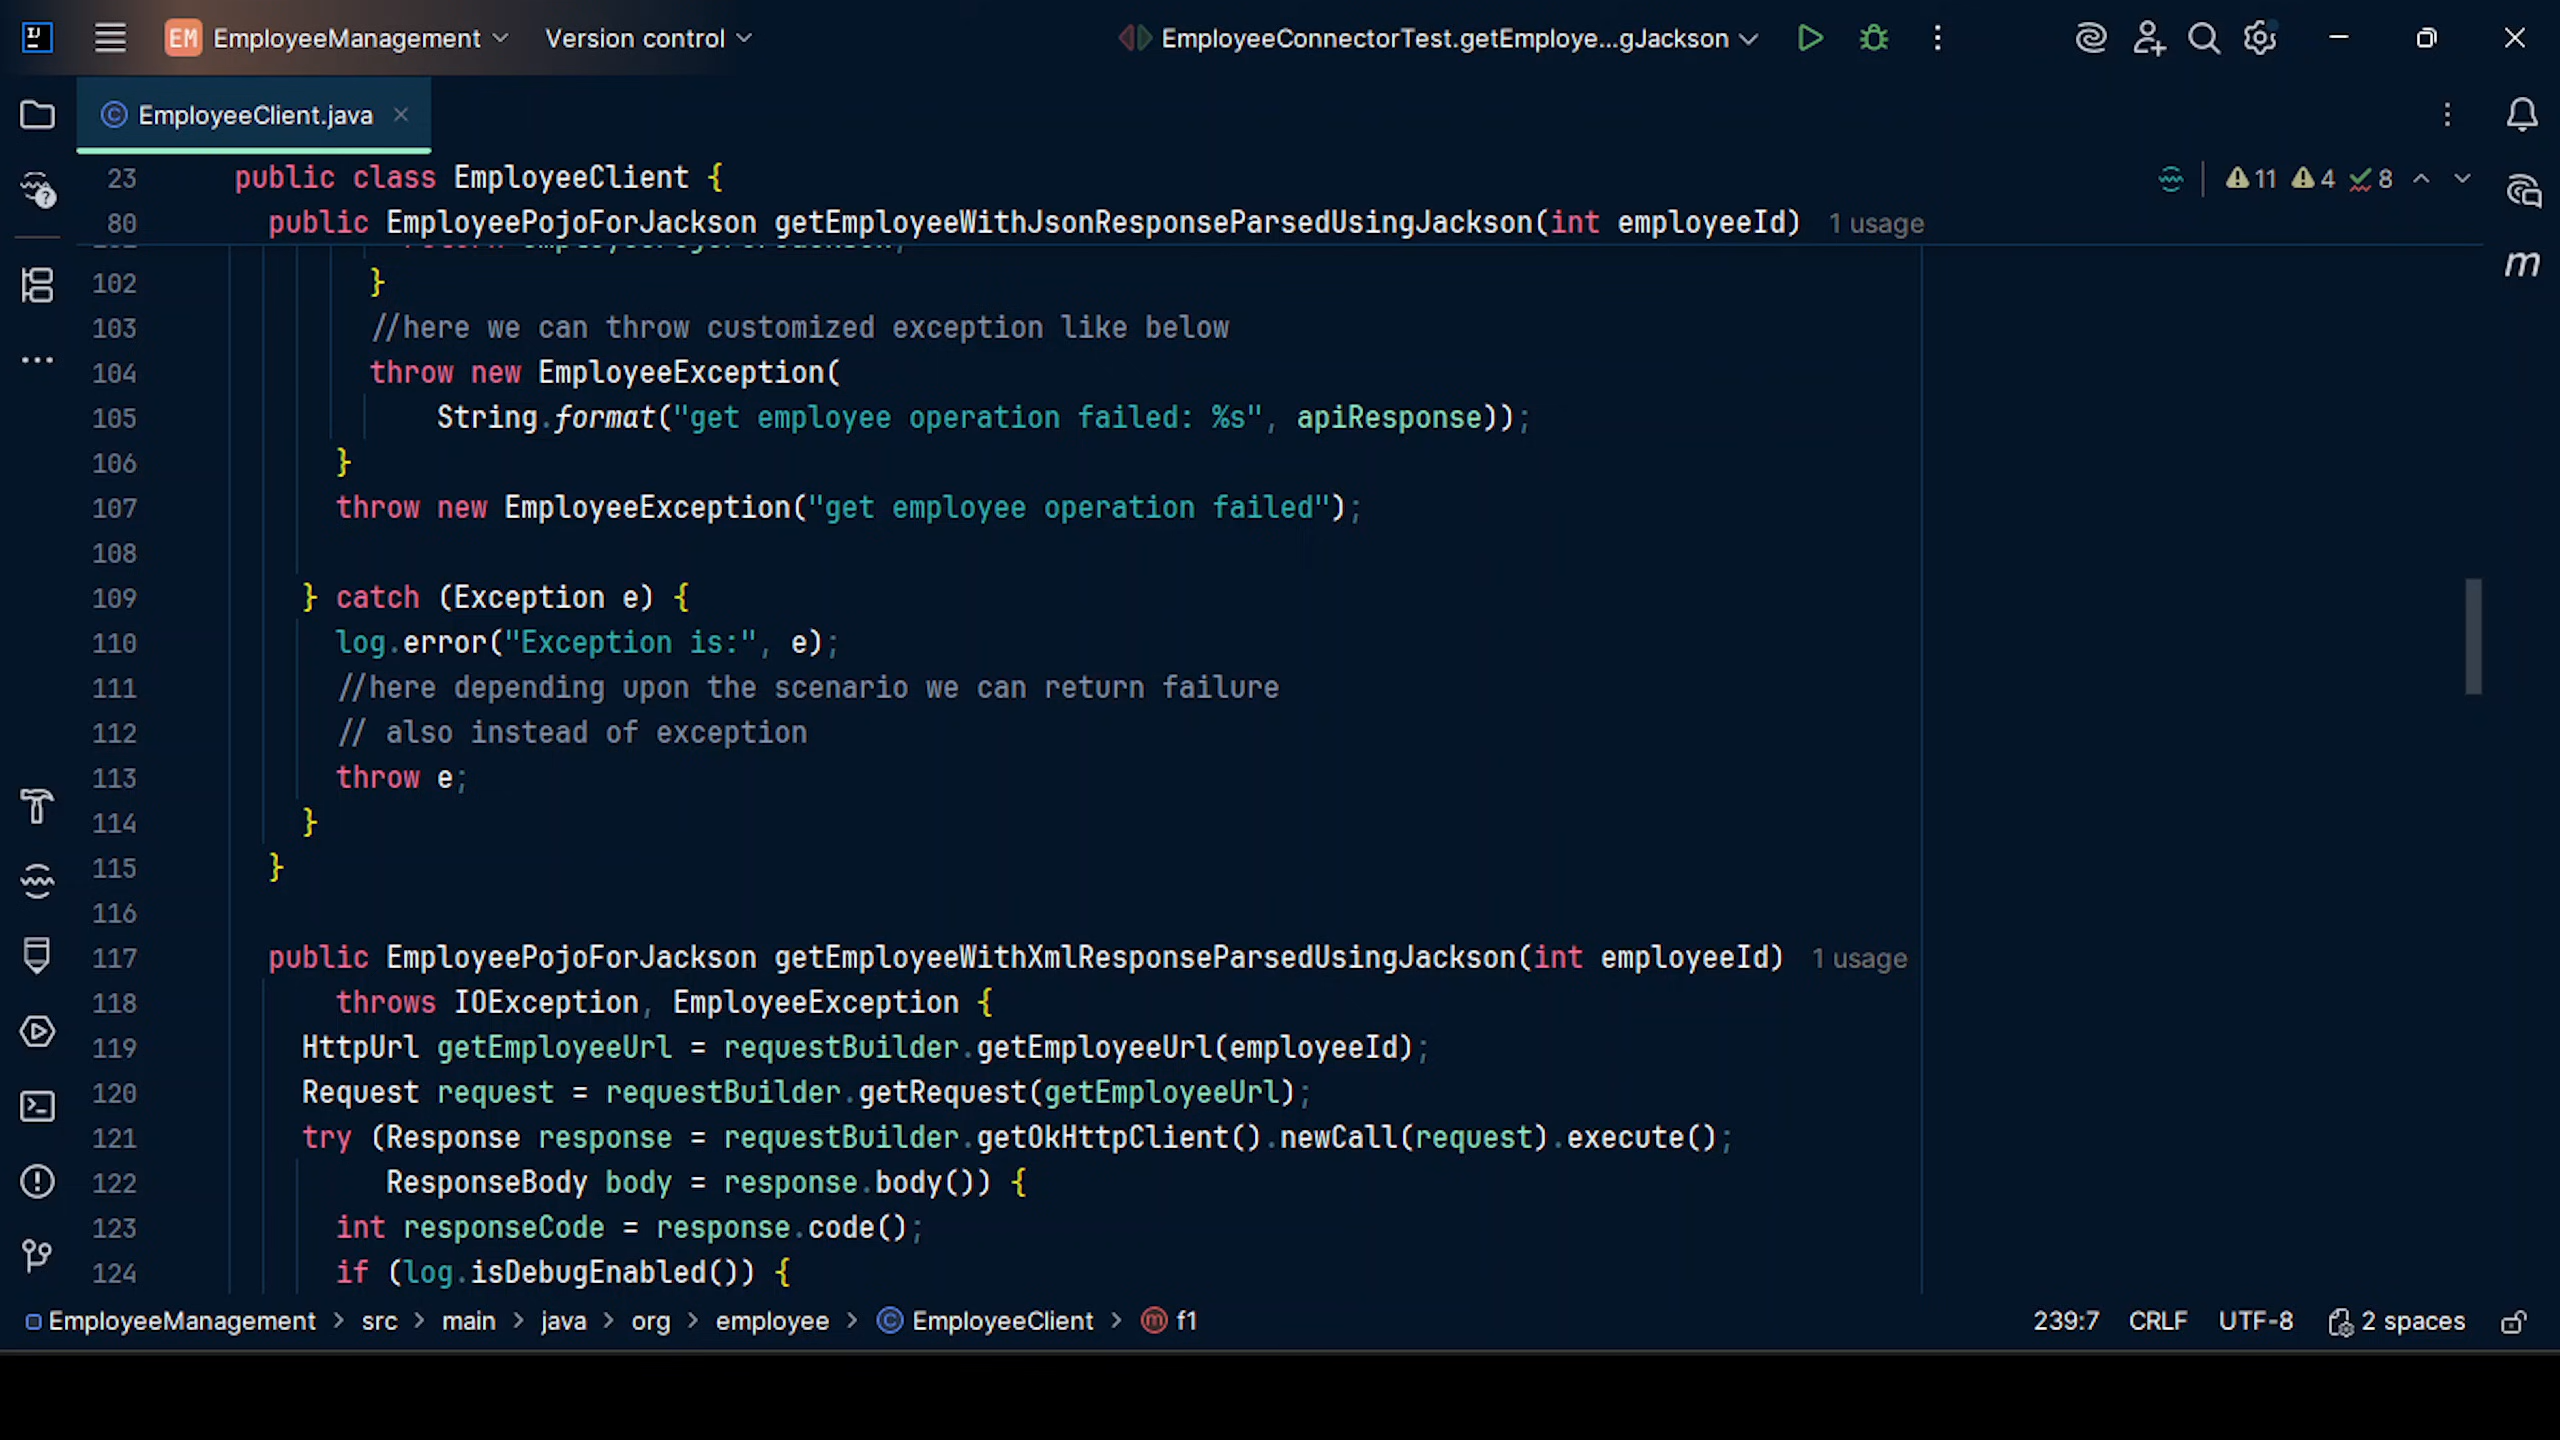 EM EmployeeManagement Version control EmployeeConnectorTest.getEmploye...gJackson
EmployeeClient.java
23 public class EmployeeClient { 11 4 8
80 public EmployeePojoForJackson getEmployeeWithJsonResponseParsedUsingJackson(int employeeId) 1 usage
102 }
103 //here we can throw customized exception like below
104 throw new EmployeeException(
105 String.format("get employee operation failed: %s", apiResponse));
106 }
107 throw new EmployeeException("get employee operation failed");
108
109 } catch (Exception e) {
110 log.error("Exception is:", e);
111 //here depending upon the scenario we can return failure
112 // also instead of exception
113 throw e;
114 }
115 }
116
117 public EmployeePojoForJackson getEmployeeWithXmlResponseParsedUsingJackson(int employeeId) 1 usage
118 throws IOException, EmployeeException {
119 HttpUrl getEmployeeUrl = requestBuilder.getEmployeeUrl(employeeId);
120 Request request = requestBuilder.getRequest(getEmployeeUrl);
121 try (Response response = requestBuilder.getOkHttpClient().newCall(request).execute();
122 ResponseBody body = response.body()) {
123 int responseCode = response.code();
124 if (log.isDebugEnabled()) {
EmployeeManagement > src > main > java > org > employee > EmployeeClient > f1 239:7 CRLF UTF-8 2 spaces